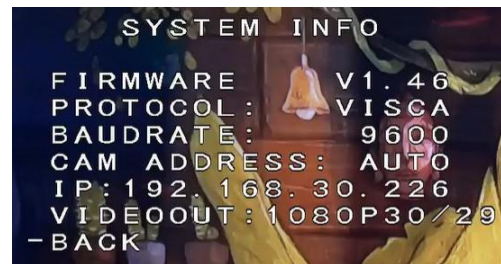 SYSTEM INFO
FIRMWARE V1.46
PROTOCOL: VISCA
BAUDRATE: 9600
CAM ADDRESS: AUTO
IP:192.168.30.226
VIDEOOUT:1080P30/29
-BACK